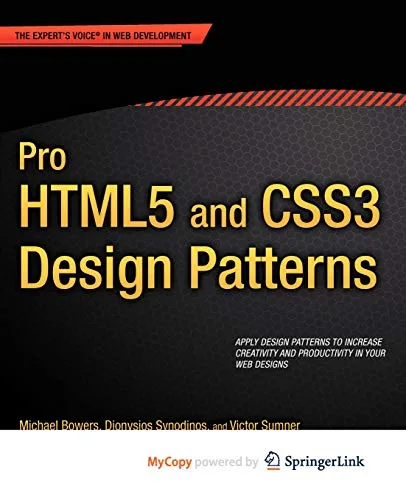 THE EXPERT'S VOICE® IN WEB DEVELOPMENT
Pro
HTML5 and CSS3
Design Patterns
APPLY DESIGN PATTERNS TO INCREASE
CREATIVITY AND PRODUCTIVITY IN YOUR
WEB DESIGNS
Michael Bowers, Dionysios Synodinos, and Victor Sumner
MyCopy powered by SpringerLink